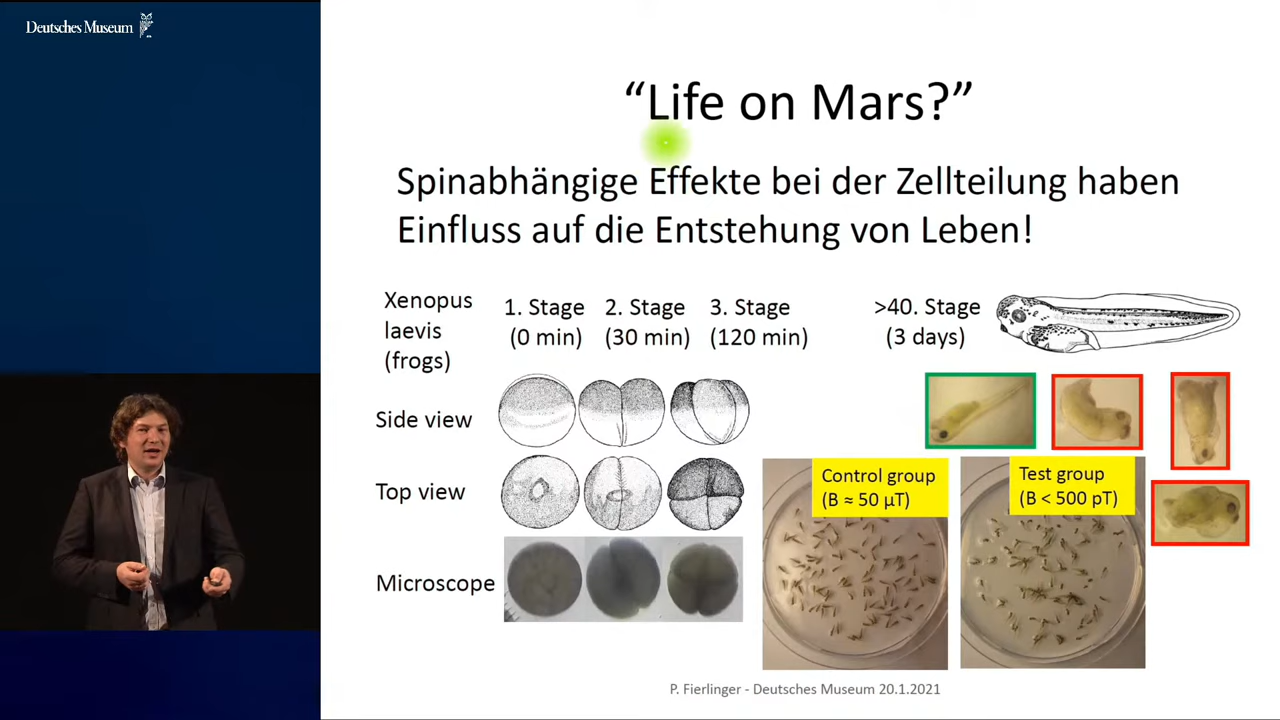 Deutsches Museum
“Life on Mars?”
Spinabhängige Effekte bei der Zellteilung haben
Einfluss auf die Entstehung von Leben!
Xenopus
laevis
(frogs)
1. Stage
(0 min)
2. Stage
(30 min)
3. Stage
(120 min)
>40. Stage
(3 days)
Side view
Top view
Microscope
Control group
(B ≈ 50 µT)
Test group
(B < 500 pT)
P. Fierlinger - Deutsches Museum 20.1.2021